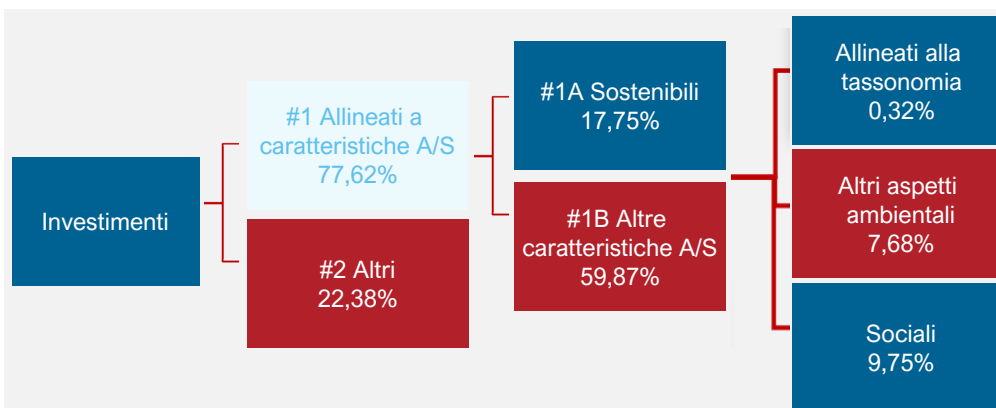 Investimenti
#1 Allineati a
caratteristiche A/S
77,62%
#2 Altri
22,38%
#1A Sostenibili
17,75%
#1B Altre
caratteristiche A/S
59,87%
Allineati alla
tassonomia
0,32%
Altri aspetti
ambientali
7,68%
Sociali
9,75%